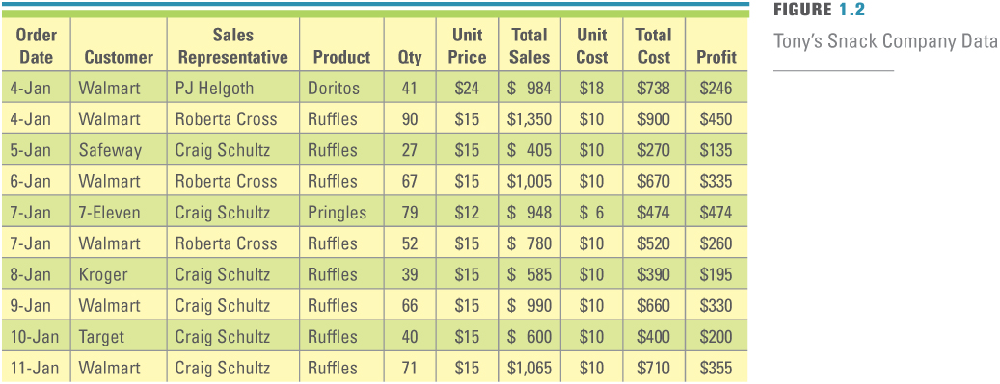 FIGURE 1.2
Tony's Snack Company Data
Order Date Customer Sales Representative Product Qty Unit Price Total Sales Unit Cost Total Cost Profit
4-Jan Walmart PJ Helgoth Doritos 41 $24 $ 984 $18 $738 $246
4-Jan Walmart Roberta Cross Ruffles 90 $15 $1,350 $10 $900 $450
5-Jan Safeway Craig Schultz Ruffles 27 $15 $ 405 $10 $270 $135
6-Jan Walmart Roberta Cross Ruffles 67 $15 $1,005 $10 $670 $335
7-Jan 7-Eleven Craig Schultz Pringles 79 $12 $ 948 $ 6 $474 $474
7-Jan Walmart Roberta Cross Ruffles 52 $15 $ 780 $10 $520 $260
8-Jan Kroger Craig Schultz Ruffles 39 $15 $ 585 $10 $390 $195
9-Jan Walmart Craig Schultz Ruffles 66 $15 $ 990 $10 $660 $330
10-Jan Target Craig Schultz Ruffles 40 $15 $ 600 $10 $400 $200
11-Jan Walmart Craig Schultz Ruffles 71 $15 $1,065 $10 $710 $355